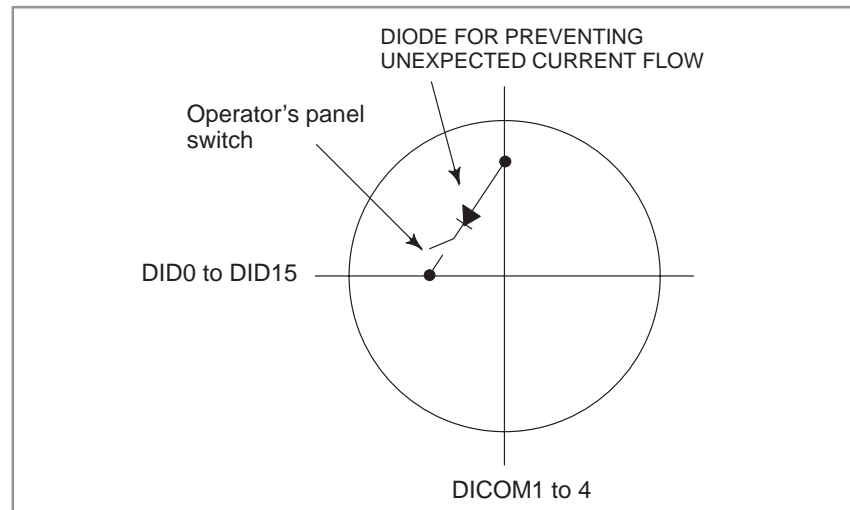 DIODE FOR PREVENTING
UNEXPECTED CURRENT FLOW
Operator's panel
switch
DID0 to DID15
DICOM1 to 4